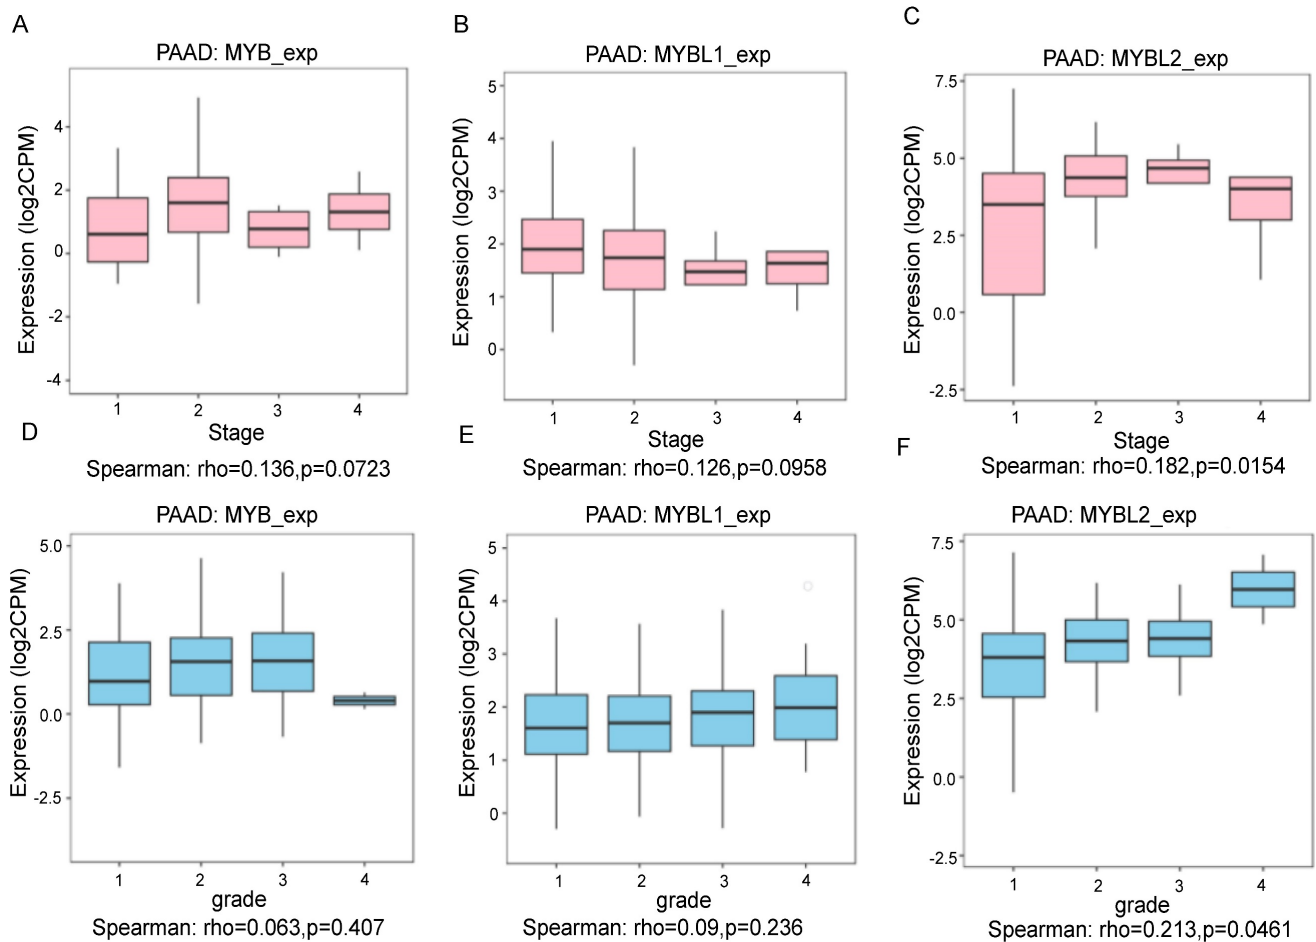 A
PAAD: MYB_exp
Expression (log2CPM)
4
2
0
-2
-4
1 2 3 4
Stage
Spearman: rho=0.136,p=0.0723
B
PAAD: MYBL1_exp
Expression (log2CPM)
5
4
3
2
1
0
1 2 3 4
Stage
Spearman: rho=0.126,p=0.0958
C
PAAD: MYBL2_exp
Expression (log2CPM)
7.5
5.0
2.5
0.0
-2.5
1 2 3 4
Stage
Spearman: rho=0.182,p=0.0154
D
PAAD: MYB_exp
Expression (log2CPM)
5.0
2.5
0.0
-2.5
1 2 3 4
grade
Spearman: rho=0.063,p=0.407
E
PAAD: MYBL1_exp
Expression (log2CPM)
5
4
3
2
1
0
1 2 3 4
grade
Spearman: rho=0.09,p=0.236
F
PAAD: MYBL2_exp
Expression (log2CPM)
7.5
5.0
2.5
0.0
-2.5
1 2 3 4
grade
Spearman: rho=0.213,p=0.0461